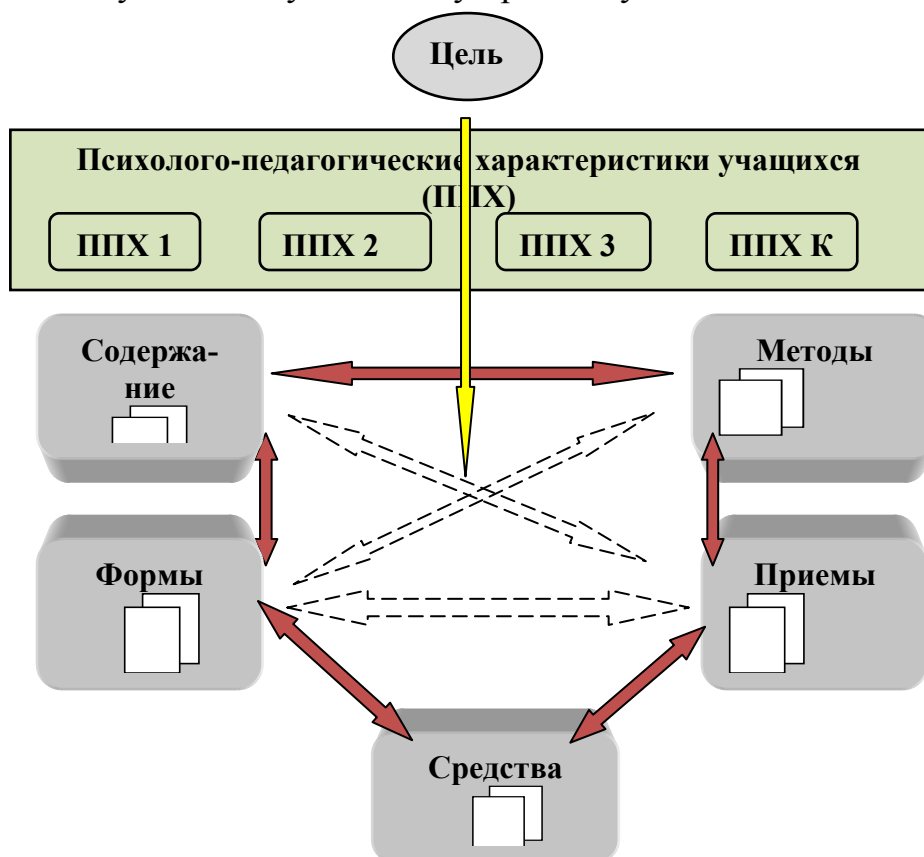 Цель
Психолого-педагогические характеристики учащихся
(ППХ)
ППХ 1
ППХ 2
ППХ 3
ППХ К
Содержа-
ние
Методы
Формы
Приемы
Средства